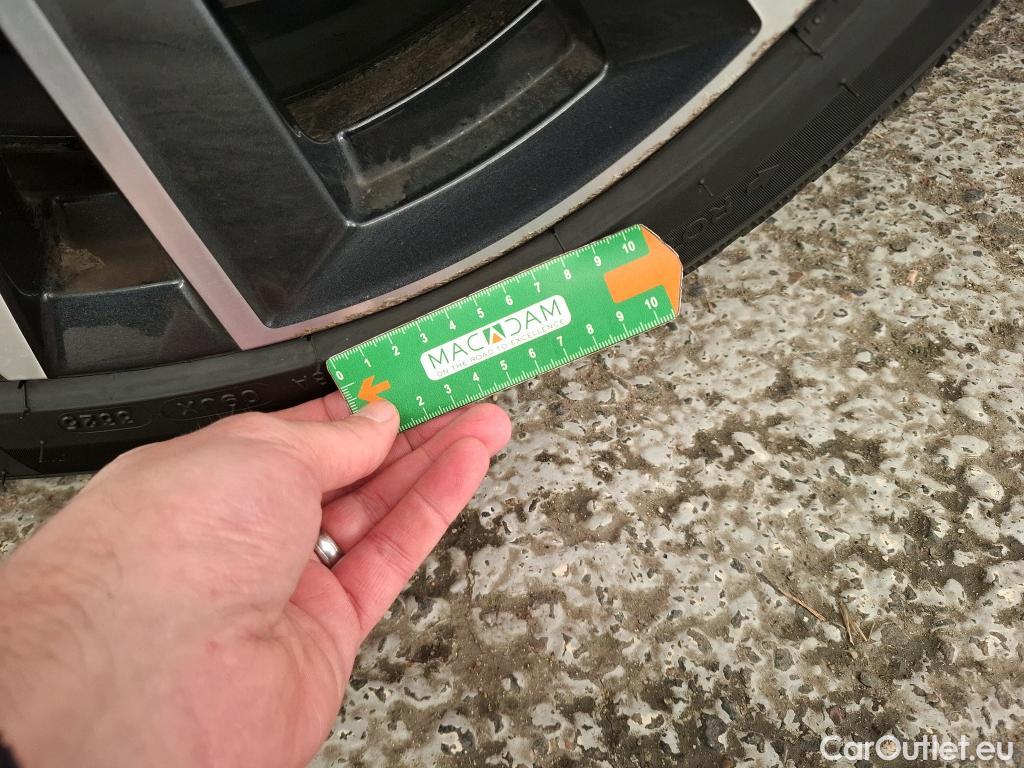 0 1 2 3 4 5 6 7 8 9 10
MACADAM
ON THE ROAD TO EXCELLENCE
2 3 4 5 6 7 8 9 10
CarOutlet.eu